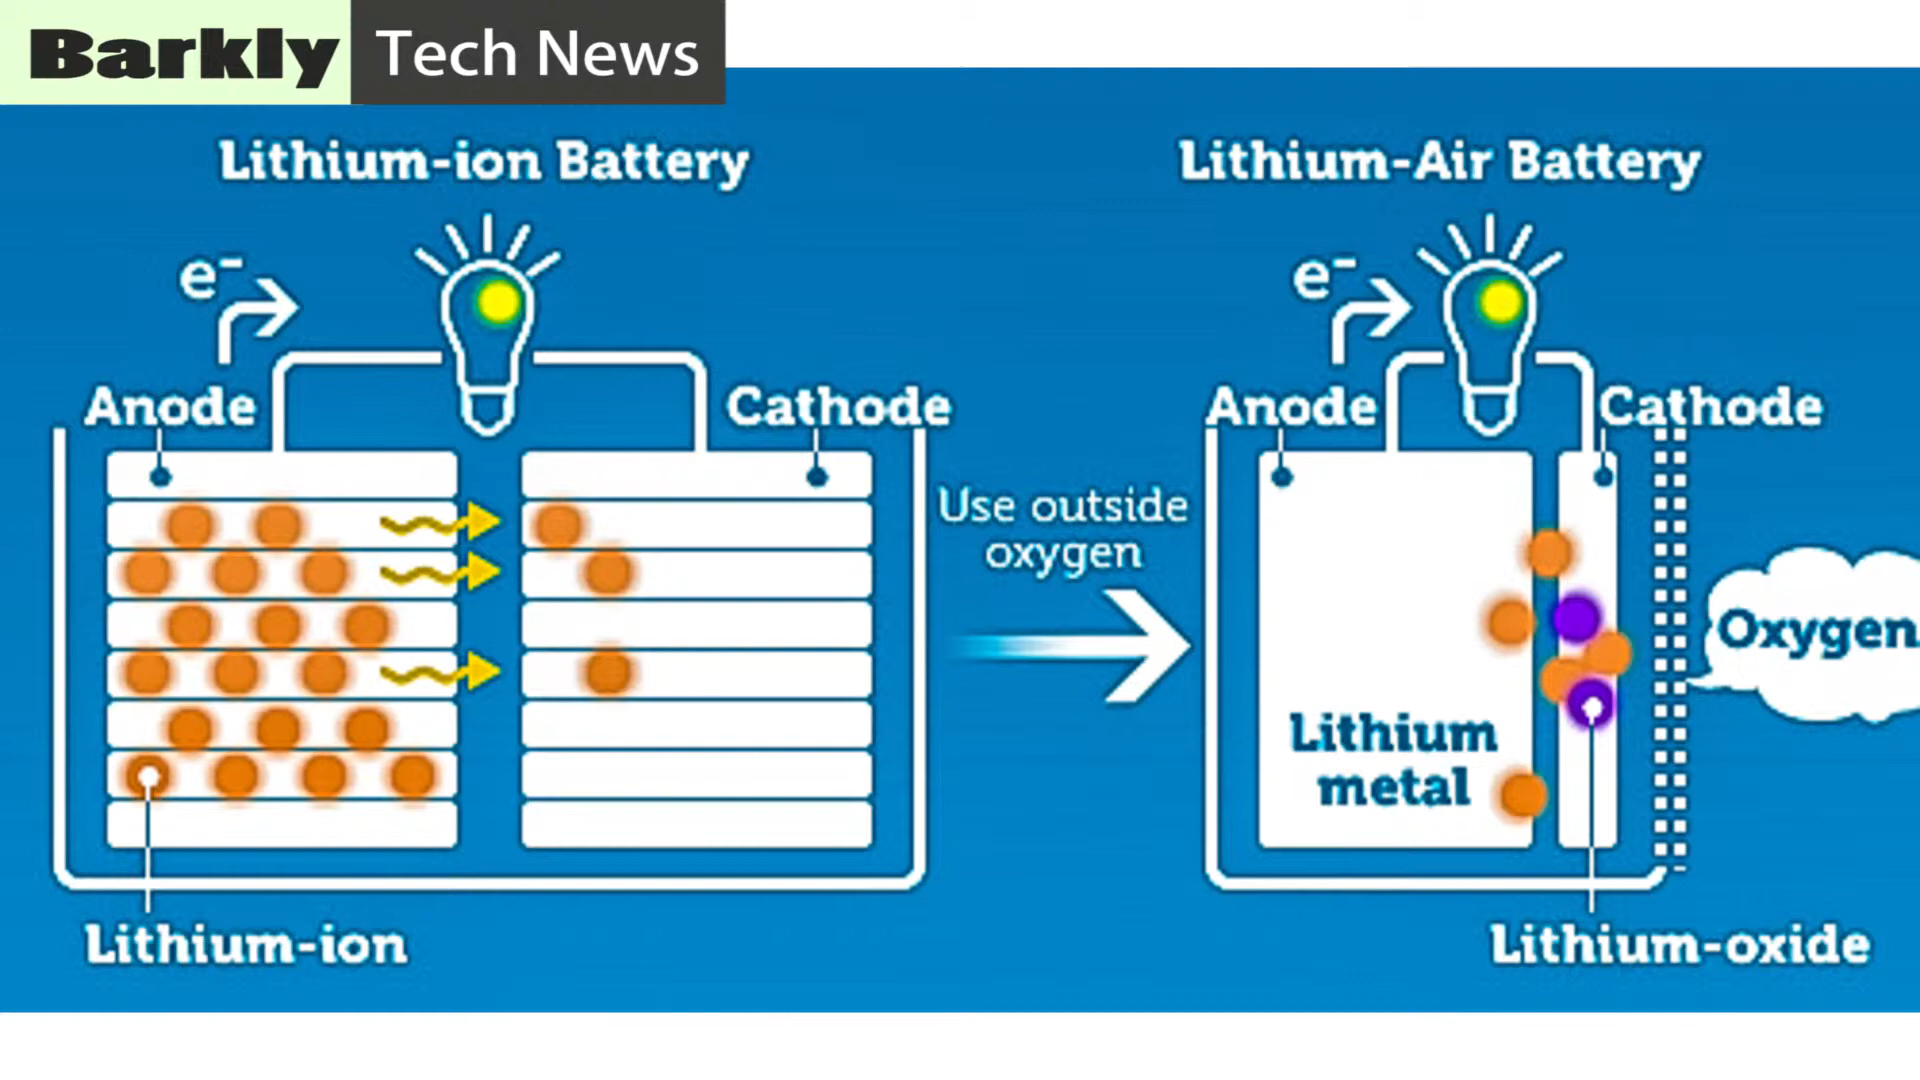 Barkly Tech News
Lithium-ion Battery
e-
Anode
Cathode
Lithium-ion
Use outside
oxygen
Lithium-Air Battery
e-
Anode
Cathode
Lithium
metal
Oxygen
Lithium-oxide